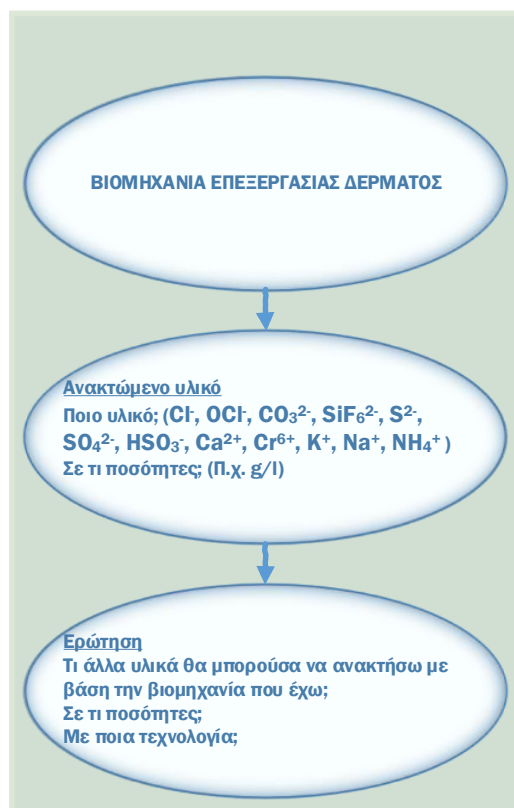 ΒΙΟΜΗΧΑΝΙΑ ΕΠΕΞΕΡΓΑΣΙΑΣ ΔΕΡΜΑΤΟΣ
Ανακτώμενο υλικό
Ποιο υλικό; (Cl⁻, OCl⁻, CO₃²⁻, SiF₆²⁻, S²⁻,
SO₄²⁻, HSO₃⁻, Ca²⁺, Cr⁶⁺, K⁺, Na⁺, NH₄⁺ )
Σε τι ποσότητες; (Π.χ. g/l)
Ερώτηση
Τι άλλα υλικά θα μπορούσα να ανακτήσω με
βάση την βιομηχανία που έχω;
Σε τι ποσότητες;
Με ποια τεχνολογία;